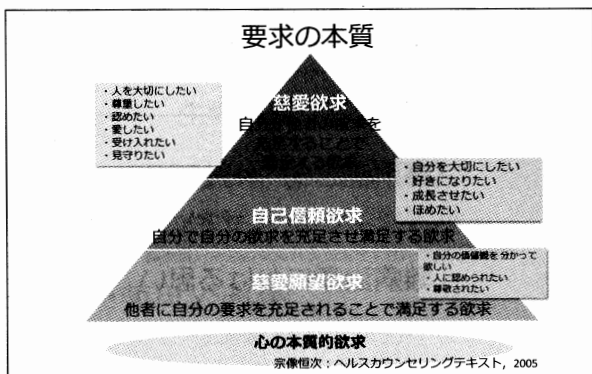 要求の本質
・人を大切にしたい
・尊重したい
・認めたい
・愛したい
・受け入れたい
・見守りたい
慈愛欲求
・自分を大切にしたい
・好きになりたい
・成長させたい
・ほめたい
自己信頼欲求
自分で自分の欲求を充足させ満足する欲求
・自分の価値観を 分かって
欲しい
・人に認められたい
・尊敬されたい
慈愛願望欲求
他者に自分の要求を充足されることで満足する欲求
心の本質的欲求
宗像恒次：ヘルスカウンセリングテキスト，2005